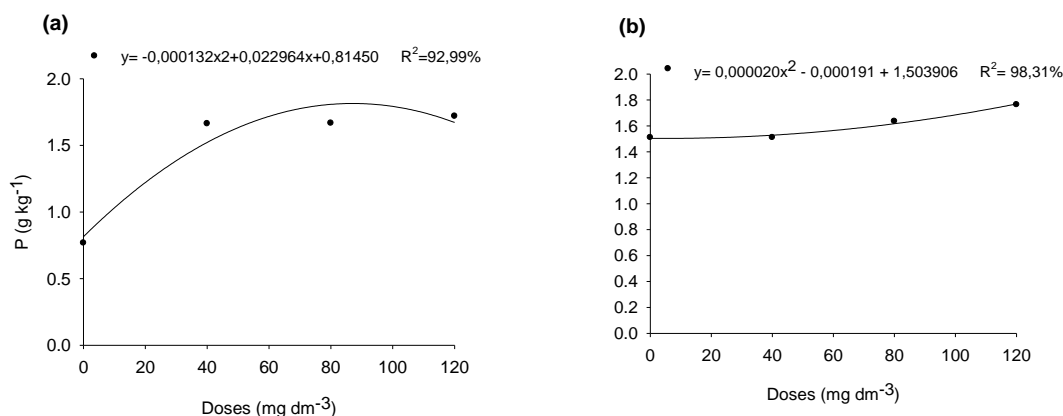 (a)
y= -0,000132x2+0,022964x+0,81450 R²=92,99%
2.0
1.5
1.0
0.5
0.0
P (g kg-1)
0 20 40 60 80 100 120
Doses (mg dm-3)
(b)
y= 0,000020x2 - 0,000191 + 1,503906 R²= 98,31%
2.0
1.8
1.6
1.4
1.2
1.0
0.8
0.6
0.4
0.2
0.0
0 20 40 60 80 100 120
Doses (mg dm-3)